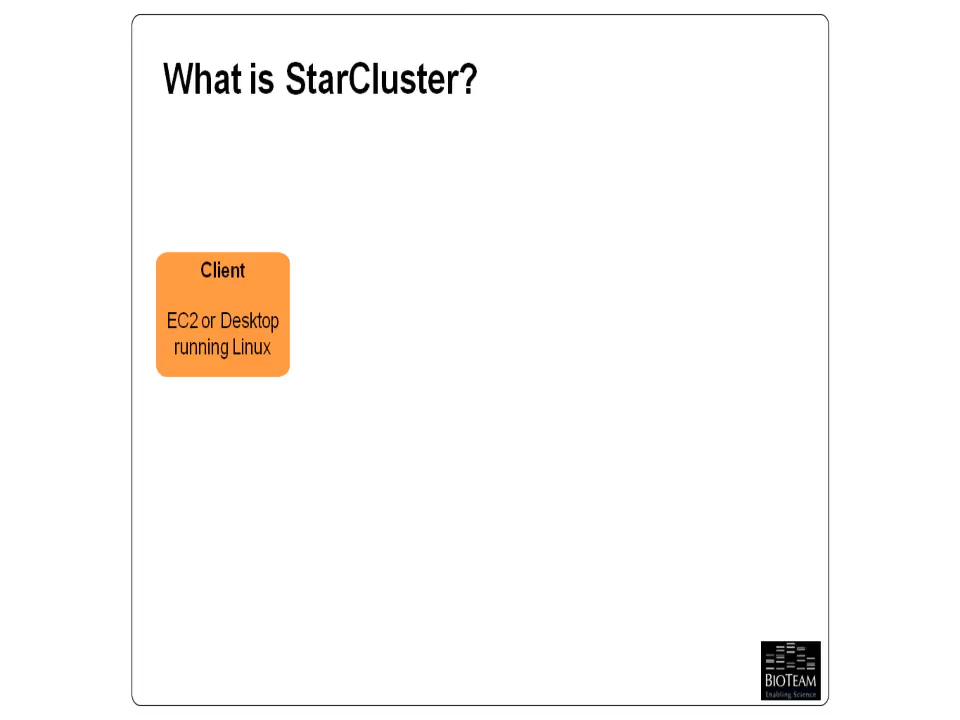 What is StarCluster?
Client
EC2 or Desktop
running Linux
BIOTEAM
Enabling Science